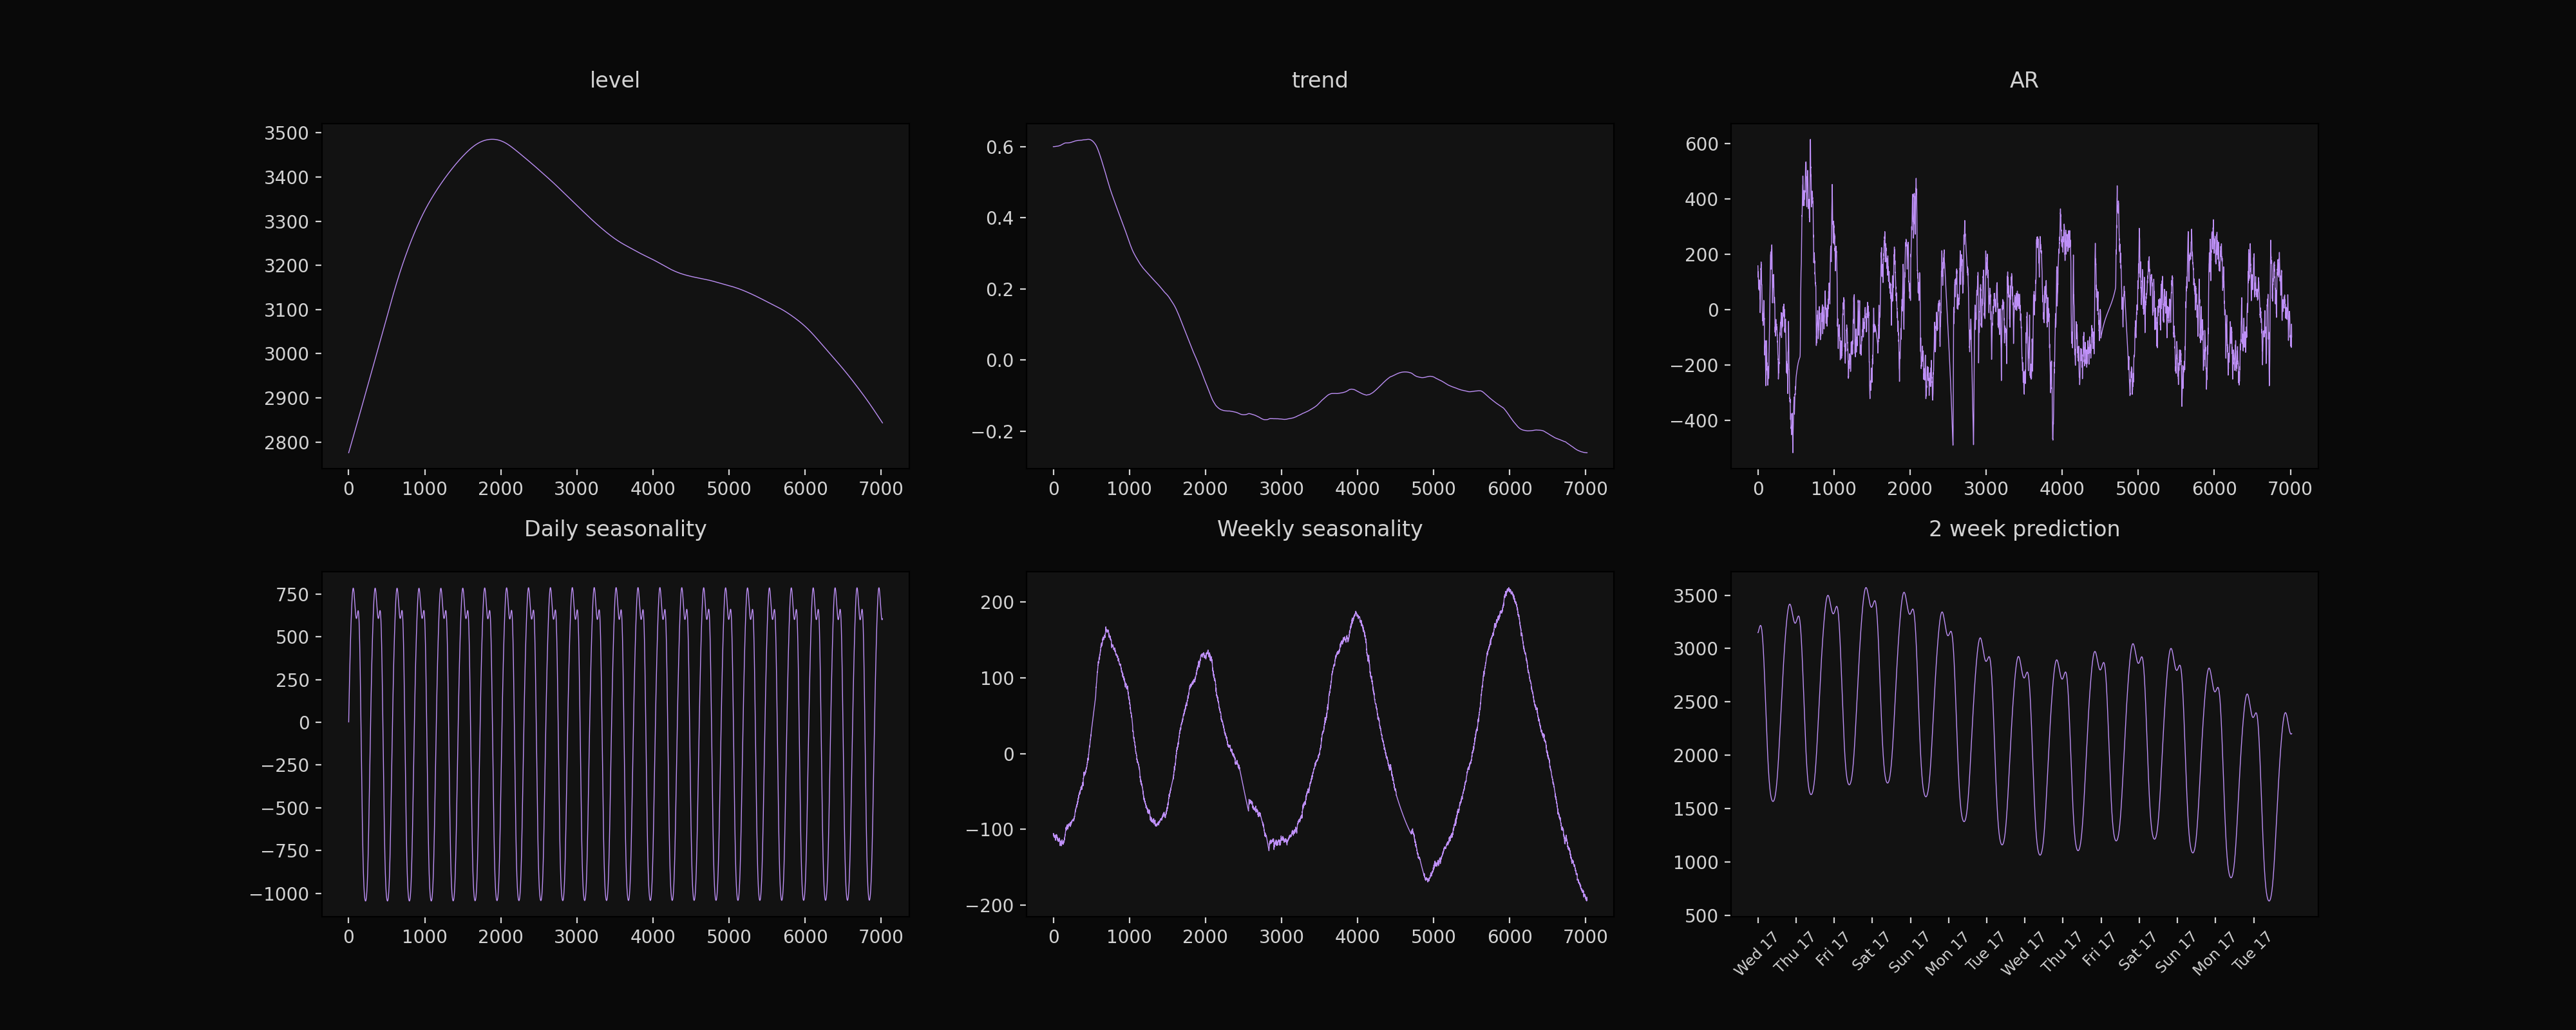 level
3500
3400
3300
3200
3100
3000
2900
2800
0 1000 2000 3000 4000 5000 6000 7000
trend
0.6
0.4
0.2
0.0
−0.2
0 1000 2000 3000 4000 5000 6000 7000
AR
600
400
200
0
−200
−400
0 1000 2000 3000 4000 5000 6000 7000
Daily seasonality
750
500
250
0
−250
−500
−750
−1000
0 1000 2000 3000 4000 5000 6000 7000
Weekly seasonality
200
100
0
−100
−200
0 1000 2000 3000 4000 5000 6000 7000
2 week prediction
3500
3000
2500
2000
1500
1000
500
Wed 17
Thu 17
Fri 17
Sat 17
Sun 17
Mon 17
Tue 17
Wed 17
Thu 17
Fri 17
Sat 17
Sun 17
Mon 17
Tue 17